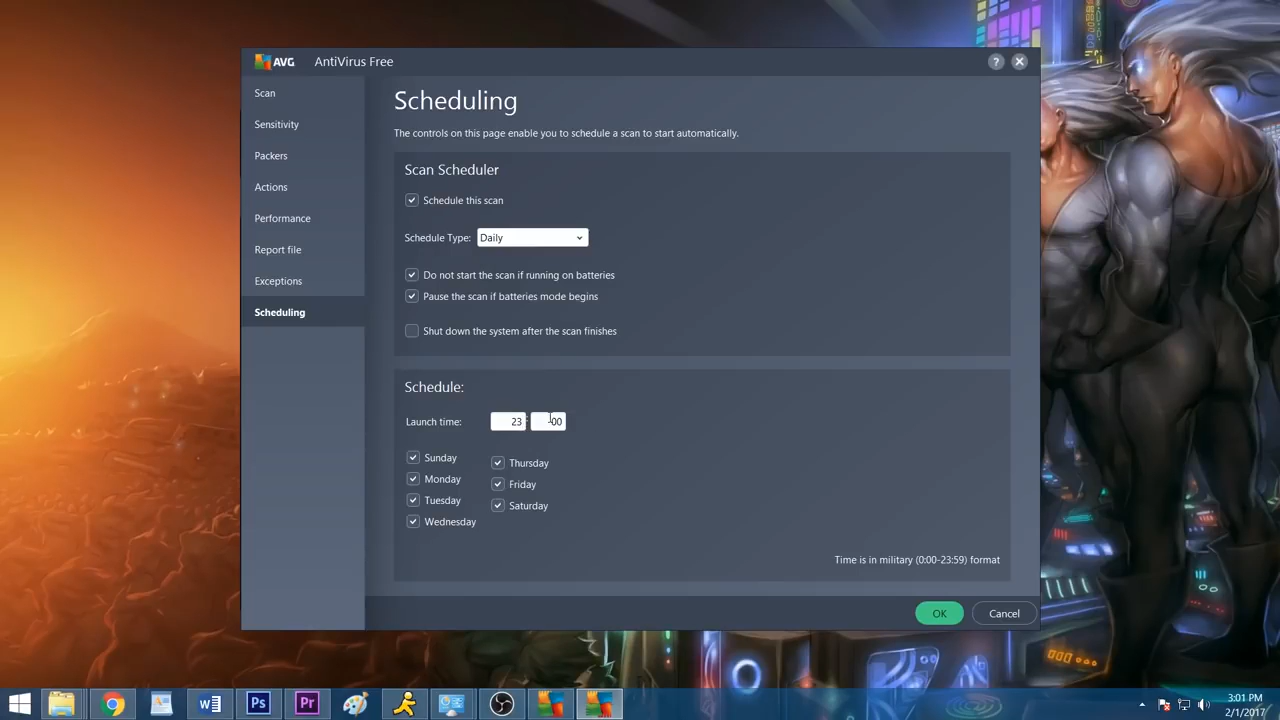 AVG AntiVirus Free
Scan
Sensitivity
Packers
Actions
Performance
Report file
Exceptions
Scheduling
Scheduling
The controls on this page enable you to schedule a scan to start automatically.
Scan Scheduler
Schedule this scan
Schedule Type: Daily
Do not start the scan if running on batteries
Pause the scan if batteries mode begins
Shut down the system after the scan finishes
Schedule:
Launch time: 23 : 00
Sunday
Monday
Tuesday
Wednesday
Thursday
Friday
Saturday
Time is in military (0:00-23:59) format
OK Cancel
W Ps Pr
3:01 PM
2/1/2017